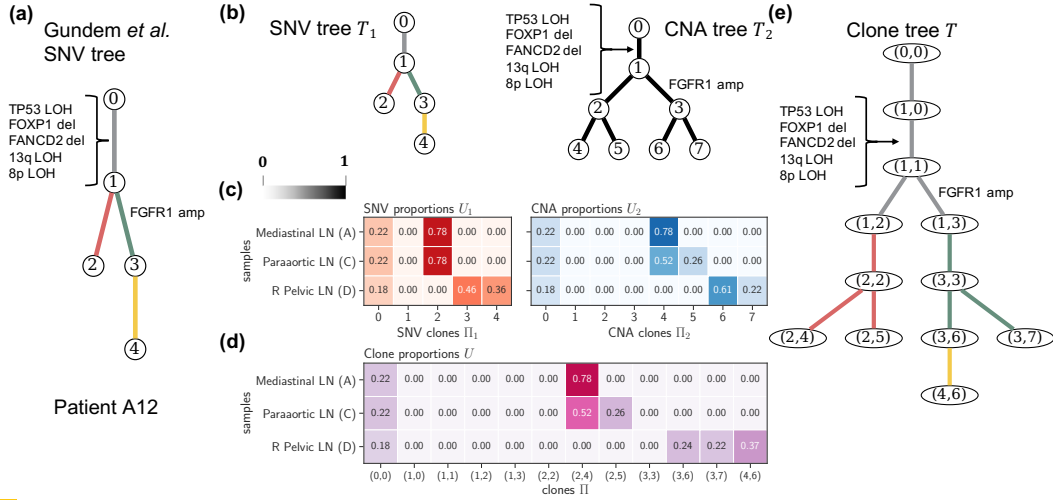 (a)
Gundem et al.
SNV tree
TP53 LOH
FOXP1 del
FANCD2 del
13q LOH
8p LOH
0
1
FGFR1 amp
2
3
4
Patient A12
(b)
SNV tree T1
0
1
2
3
4
TP53 LOH
FOXP1 del
FANCD2 del
13q LOH
8p LOH
CNA tree T2
0
1
FGFR1 amp
2
3
4
5
6
7
0
1
(c)
SNV proportions U1
samples
Mediastinal LN (A) 0.22 0.00 0.78 0.00 0.00
Paraaortic LN (C) 0.22 0.00 0.78 0.00 0.00
R Pelvic LN (D) 0.18 0.00 0.00 0.46 0.36
0 1 2 3 4
SNV clones Π1
CNA proportions U2
0.22 0.00 0.00 0.00 0.78 0.00 0.00 0.00
0.22 0.00 0.00 0.00 0.52 0.26 0.00 0.00
0.18 0.00 0.00 0.00 0.00 0.00 0.61 0.22
0 1 2 3 4 5 6 7
CNA clones Π2
(d)
Clone proportions U
samples
Mediastinal LN (A) 0.22 0.00 0.00 0.00 0.00 0.00 0.78 0.00 0.00 0.00 0.00 0.00
Paraaortic LN (C) 0.22 0.00 0.00 0.00 0.00 0.00 0.52 0.26 0.00 0.00 0.00 0.00
R Pelvic LN (D) 0.18 0.00 0.00 0.00 0.00 0.00 0.00 0.00 0.00 0.24 0.22 0.37
(0,0) (1,0) (1,1) (1,2) (1,3) (2,2) (2,4) (2,5) (3,3) (3,6) (3,7) (4,6)
clones Π
(e)
Clone tree T
(0,0)
TP53 LOH
FOXP1 del
FANCD2 del
13q LOH
8p LOH
(1,0)
(1,1)
FGFR1 amp
(1,2)
(1,3)
(2,2)
(3,3)
(2,4)
(2,5)
(3,6)
(3,7)
(4,6)